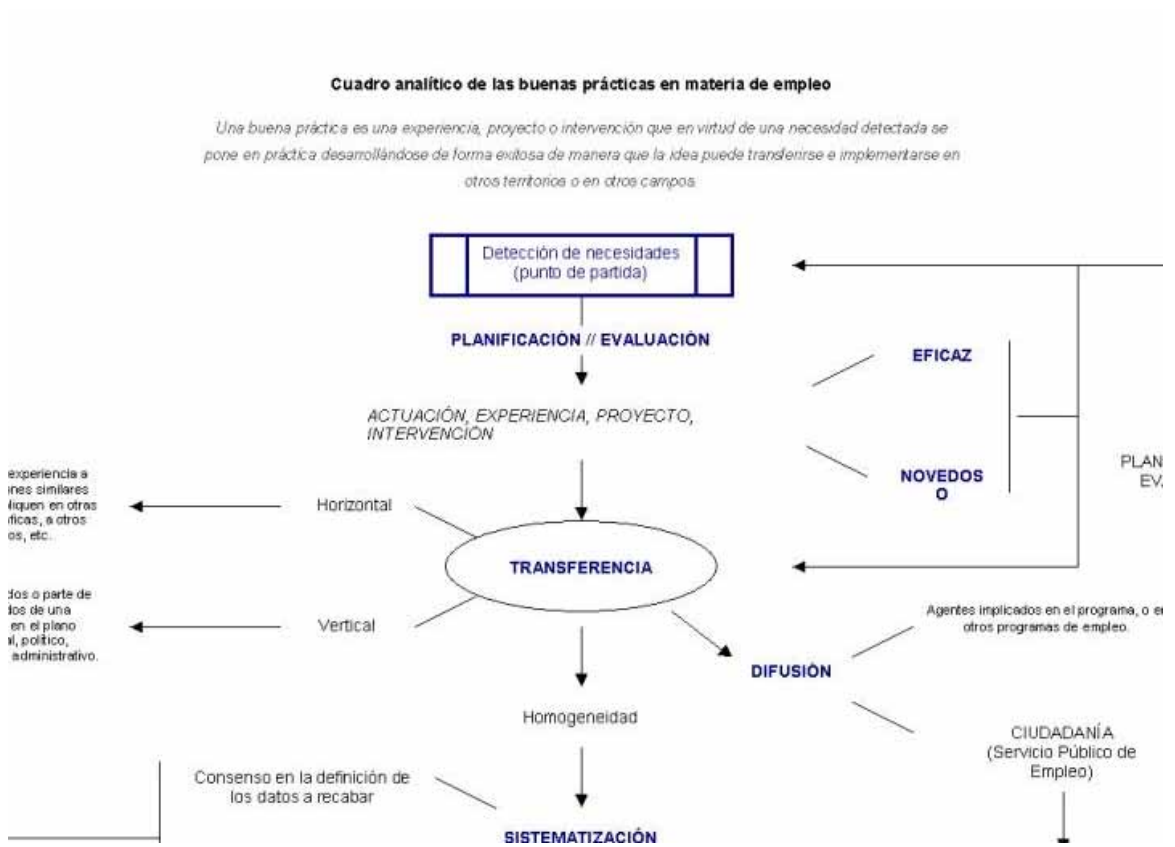 Cuadro analítico de las buenas prácticas en materia de empleo
Una buena práctica es una experiencia, proyecto o intervención que en virtud de una necesidad detectada se
pone en práctica desarrollándose de forma exitosa de manera que la idea puede transferirse e implementarse en
otros territorios o en otros campos.
Detección de necesidades
(punto de partida)
PLANIFICACIÓN // EVALUACIÓN
EFICAZ
ACTUACIÓN, EXPERIENCIA, PROYECTO,
INTERVENCIÓN
NOVEDOS
O
PLAN
EV
experiencia a
nes similares
liquen en otras
ticas, a otros
os, etc.
Horizontal
TRANSFERENCIA
dos o parte de
dos de una
en el plano
al, político,
administrativo.
Vertical
Agentes implicados en el programa, o en
otros programas de empleo.
DIFUSIÓN
Homogeneidad
CIUDADANÍA
(Servicio Público de
Empleo)
Consenso en la definición de
los datos a recabar
SISTEMATIZACIÓN